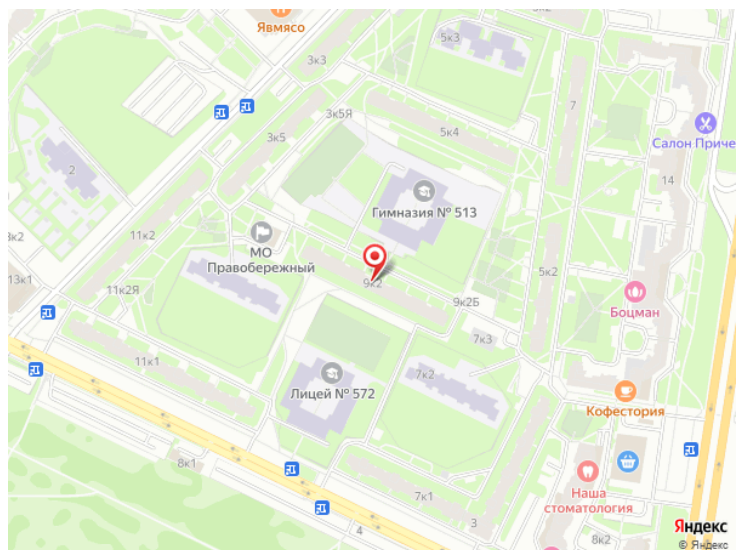 8к2
Явмясо
5к3
3к3
7
3к5Я
5к4
3к5
Салон Приче
2
14
Гимназия № 513
11к2
3к2
МО
Правобережный
5к2
13к1
9к2
11к2Я
9к2Б
Боцман
7к3
11к1
7к2
Лицей № 572
Кофестория
8к1
Наша
стоматология
7к1
3
4
8к2
Яндекс
© Яндекс